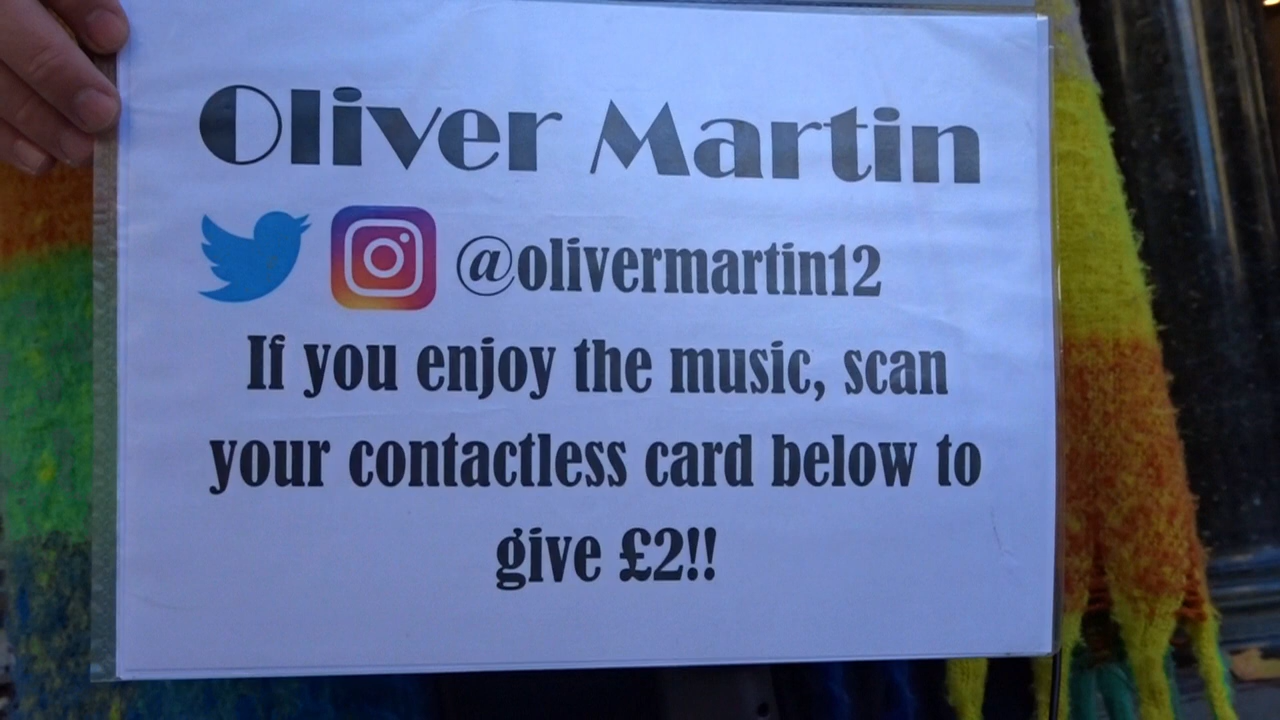 Oliver Martin
@olivermartin12
If you enjoy the music, scan
your contactless card below to
give £2!!